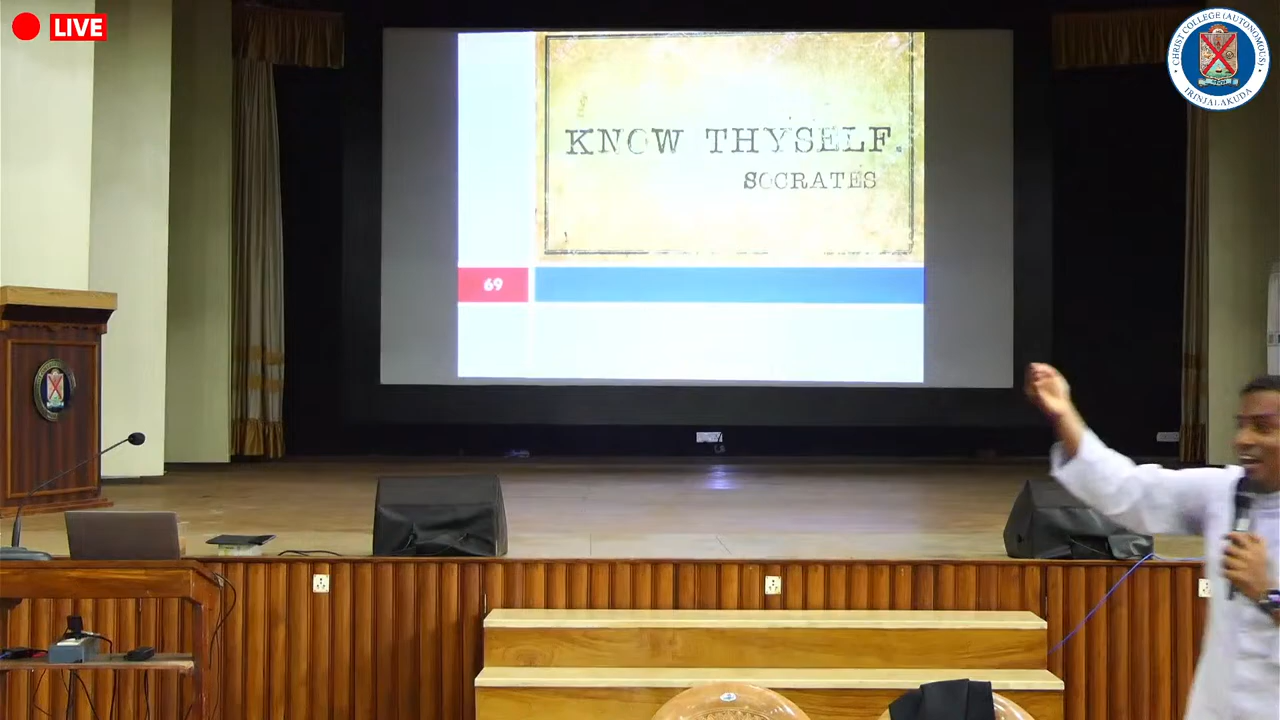 LIVE
CHRIST COLLEGE (AUTONOMOUS)
IRINJALAKUDA
KNOW THYSELF.
SOCRATES
69